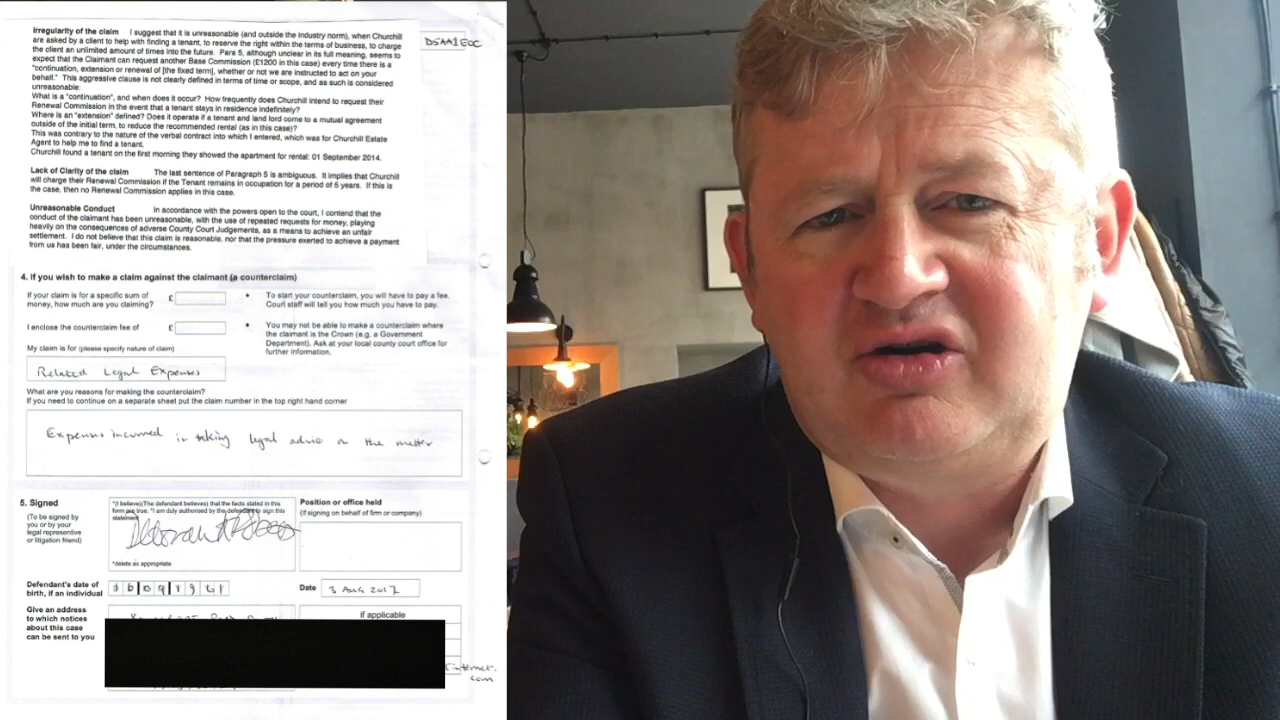 DSAA1EOC
Irregularity of the claim I suggest that it is unreasonable (and outside the industry norm), when Churchill
are asked by a client to help with finding a tenant, to reserve the right within the terms of business, to charge
the client an unlimited amount of times into the future. Para 5, although unclear in its full meaning, seems to
expect that the Claimant can request another Base Commission (£1200 in this case) every time there is a
"continuation, extension or renewal of [the fixed term], whether or not we are instructed to act on your
behalf." This aggressive clause is not clearly defined in terms of time or scope, and as such is considered
unreasonable:
What is a "continuation", and when does it occur? How frequently does Churchill intend to request their
Renewal Commission in the event that a tenant stays in residence indefinitely?
Where is an "extension" defined? Does it operate if a tenant and land lord come to a mutual agreement
outside of the initial term, to reduce the recommended rental (as in this case)?
This was contrary to the nature of the verbal contract into which I entered, which was for Churchill Estate
Agent to help me to find a tenant.
Churchill found a tenant on the first morning they showed the apartment for rental: 01 September 2014.
Lack of Clarity of the claim The last sentence of Paragraph 5 is ambiguous. It implies that Churchill
will charge their Renewal Commission if the Tenant remains in occupation for a period of 5 years. If this is
the case, then no Renewal Commission applies in this case.
Unreasonable Conduct In accordance with the powers open to the court, I contend that the
conduct of the claimant has been unreasonable, with the use of repeated requests for money, playing
heavily on the consequences of adverse County Court Judgements, as a means to achieve an unfair
settlement. I do not believe that this claim is reasonable, nor that the pressure exerted to achieve a payment
from us has been fair, under the circumstances.
4. If you wish to make a claim against the claimant (a counterclaim)
If your claim is for a specific sum of
money, how much are you claiming? £
I enclose the counterclaim fee of £
My claim is for (please specify nature of claim)
• To start your counterclaim, you will have to pay a fee.
Court staff will tell you how much you have to pay.
• You may not be able to make a counterclaim where
the claimant is the Crown (e.g. a Government
Department). Ask at your local county court office for
further information.
Related Legal Expenses
What are you reasons for making the counterclaim?
If you need to continue on a separate sheet put the claim number in the top right hand corner
Expenses incurred in taking legal advice on the matter
5. Signed
(To be signed by
you or by your
legal representative
or litigation friend)
*(I believe)(The defendant believes) that the facts stated in this
form are true. *I am duly authorised by the defendant to sign this
statement
*delete as appropriate
Position or office held
(if signing on behalf of firm or company)
Defendant's date of
birth, if an individual
Date 3 Aug 2017
Give an address
to which notices
about this case
can be sent to you
if applicable
internet.
com